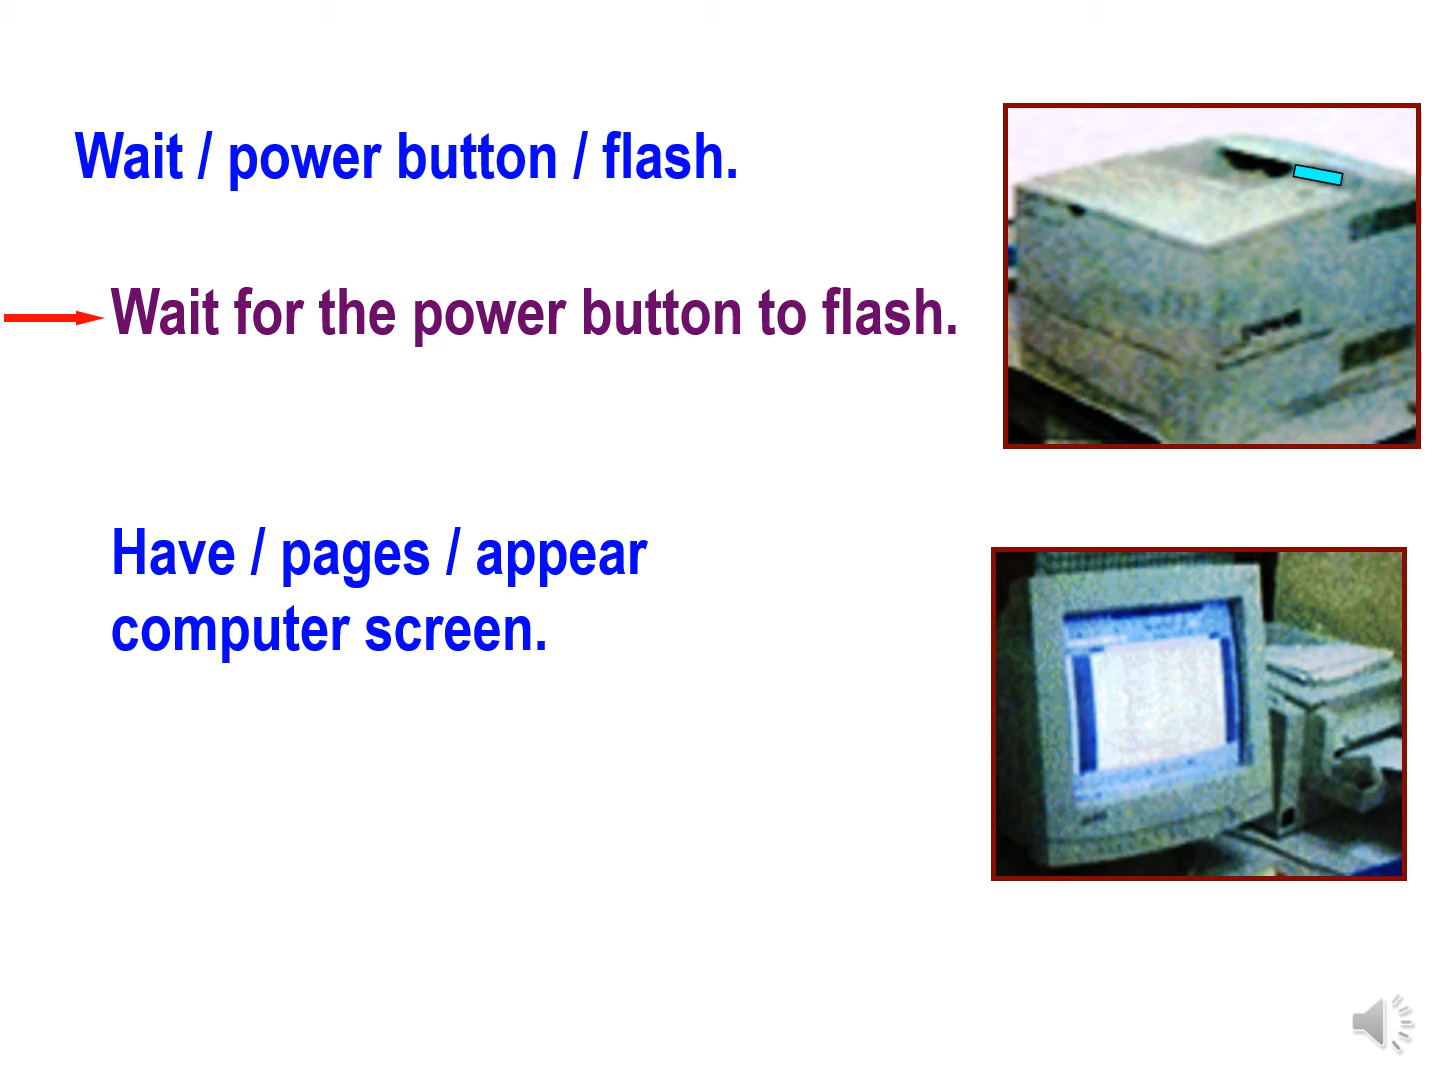 Wait / power button / flash.
Wait for the power button to flash.
Have / pages / appear
computer screen.